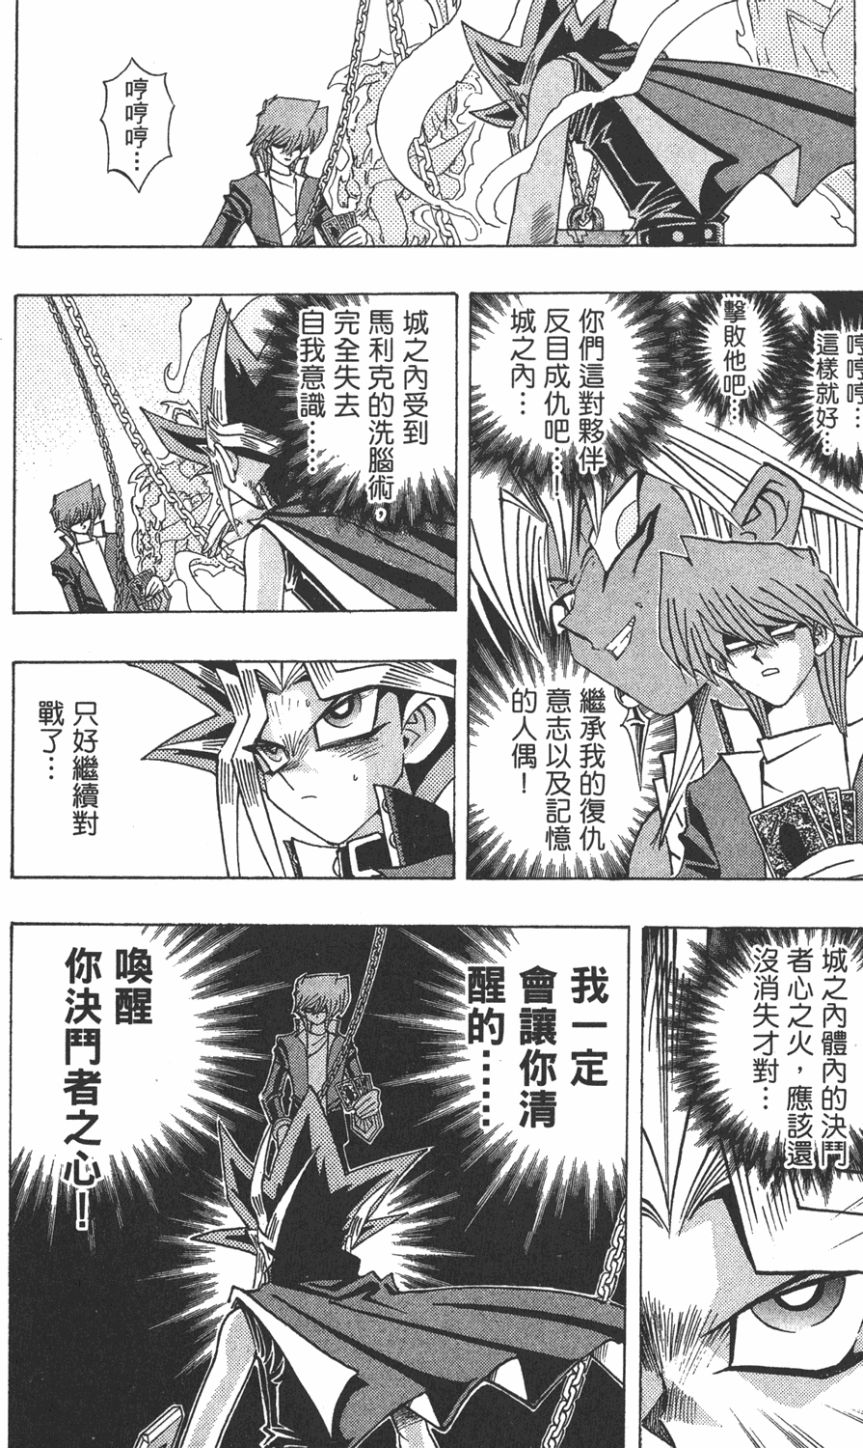 哼哼哼…
哼哼哼…
這樣就好…
擊敗他吧…
你們這對夥伴
反目成仇吧…！
城之內…
繼承我的復仇
意志以及記憶
的人偶！
城之內受到
馬利克的洗腦術，
完全失去
自我意識……
只好繼續對
戰了…
城之內體內的決鬥
者心之火，應該還
沒消失才對…
我一定
會讓你清
醒的……
喚醒
你決鬥者之心！